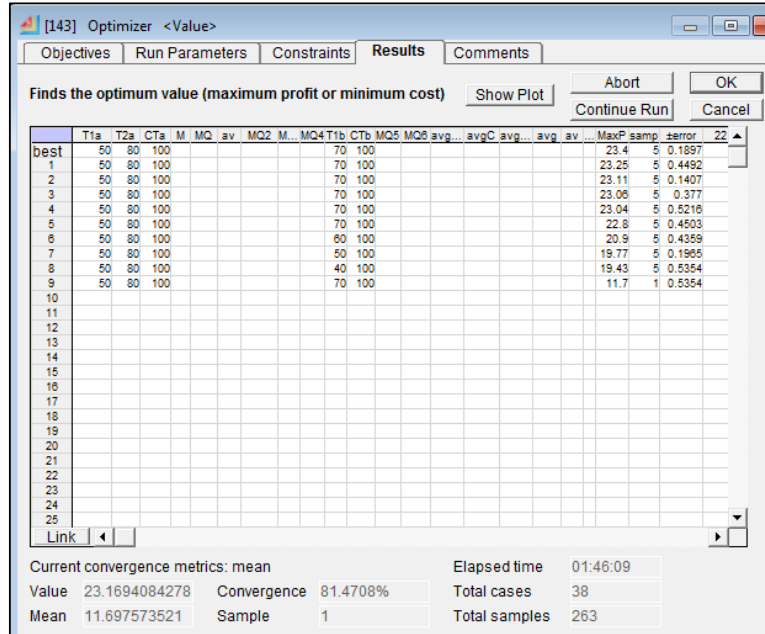 [143] Optimizer <Value>
Objectives Run Parameters Constraints Results Comments
Finds the optimum value (maximum profit or minimum cost) Show Plot Abort OK
Continue Run Cancel
T1a T2a CTa M MQ av MQ2 M... MQ4 T1b CTb MQ5 MQ6 avg... avgC avg... avg av ... MaxP samp ±error 22
best 50 80 100 70 100 23.4 5 0.1897
1 50 80 100 70 100 23.25 5 0.4492
2 50 80 100 70 100 23.11 5 0.1407
3 50 80 100 70 100 23.06 5 0.377
4 50 80 100 70 100 23.04 5 0.5216
5 50 80 100 70 100 22.8 5 0.4503
6 50 80 100 60 100 20.9 5 0.4359
7 50 80 100 50 100 19.77 5 0.1965
8 50 80 100 40 100 19.43 5 0.5354
9 50 80 100 70 100 11.7 1 0.5354
10
11
12
13
14
15
16
17
18
19
20
21
22
23
24
25
Link
Current convergence metrics: mean Elapsed time 01:46:09
Value 23.1694084278 Convergence 81.4708% Total cases 38
Mean 11.697573521 Sample 1 Total samples 263